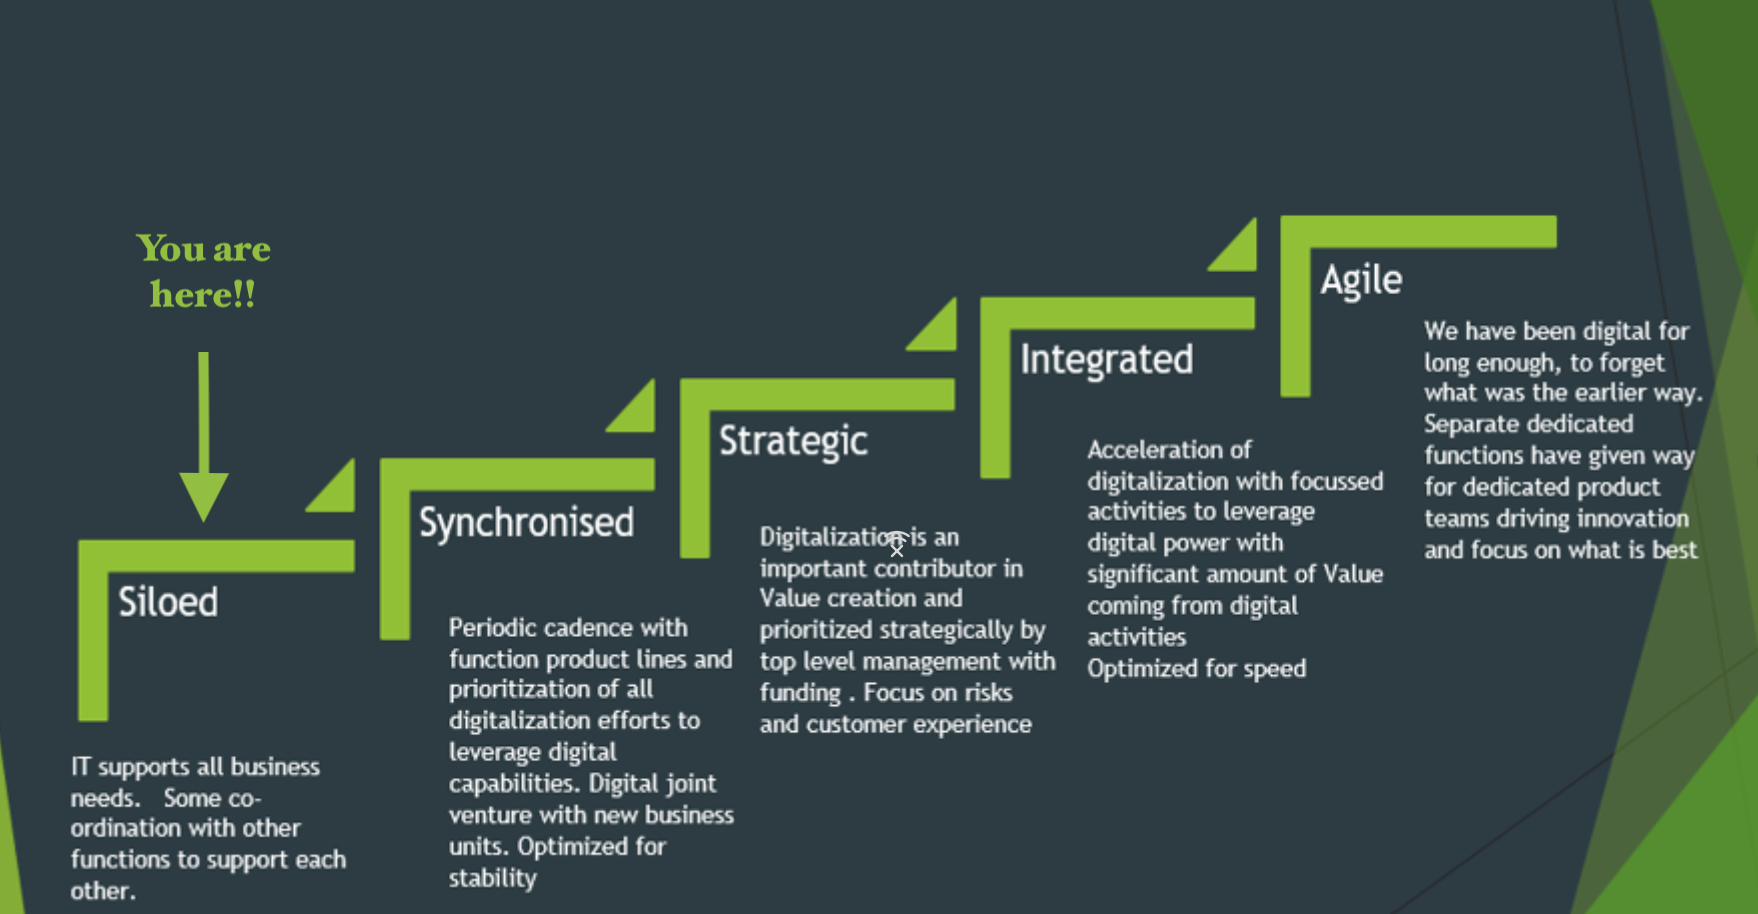 You are
here!!
Siloed
IT supports all business
needs.   Some co-
ordination with other
functions to support each
other.
Synchronised
Periodic cadence with
function product lines and
prioritization of all
digitalization efforts to
leverage digital
capabilities. Digital joint
venture with new business
units. Optimized for
stability
Strategic
Digitalization is an
important contributor in
Value creation and
prioritized strategically by
top level management with
funding . Focus on risks
and customer experience
Integrated
Acceleration of
digitalization with focussed
activities to leverage
digital power with
significant amount of Value
coming from digital
activities
Optimized for speed
Agile
We have been digital for
long enough, to forget
what was the earlier way.
Separate dedicated
functions have given way
for dedicated product
teams driving innovation
and focus on what is best